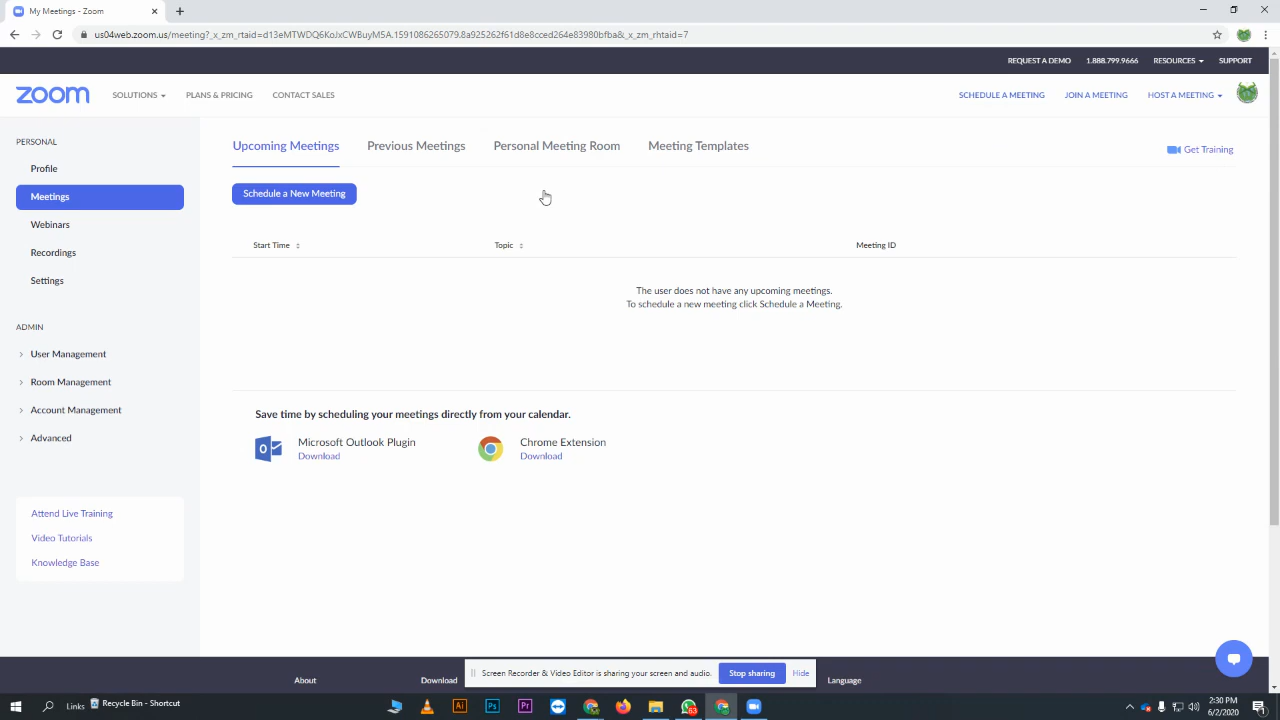 My Meetings - Zoom
us04web.zoom.us/meeting?_x_zm_rtaid=d13eMTWDQ6KoJxCWBuyM5A.1591086265079.8a925262f61d8e8cced264e83980bfba&_x_zm_rhtaid=7
REQUEST A DEMO 1.888.799.9666 RESOURCES SUPPORT
zoom SOLUTIONS PLANS & PRICING CONTACT SALES SCHEDULE A MEETING JOIN A MEETING HOST A MEETING
PERSONAL
Profile
Meetings
Webinars
Recordings
Settings
ADMIN
User Management
Room Management
Account Management
Advanced
Attend Live Training
Video Tutorials
Knowledge Base
Upcoming Meetings Previous Meetings Personal Meeting Room Meeting Templates
Get Training
Schedule a New Meeting
Start Time Topic Meeting ID
The user does not have any upcoming meetings.
To schedule a new meeting click Schedule a Meeting.
Save time by scheduling your meetings directly from your calendar.
Microsoft Outlook Plugin
Download
Chrome Extension
Download
About Download Language
Screen Recorder & Video Editor is sharing your screen and audio. Stop sharing Hide
Links Recycle Bin - Shortcut
Ai Ps Pr 63
2:30 PM
6/2/2020